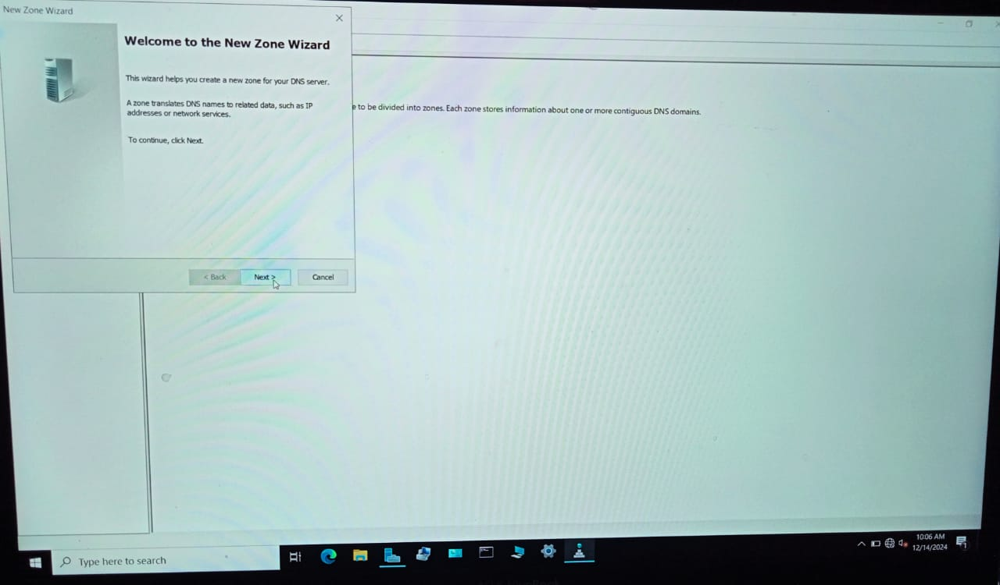 New Zone Wizard
Welcome to the New Zone Wizard
This wizard helps you create a new zone for your DNS server.
A zone translates DNS names to related data, such as IP
addresses or network services.
To continue, click Next.
< Back
Next >
Cancel
e to be divided into zones. Each zone stores information about one or more contiguous DNS domains.
Type here to search
10:06 AM
12/14/2024
1